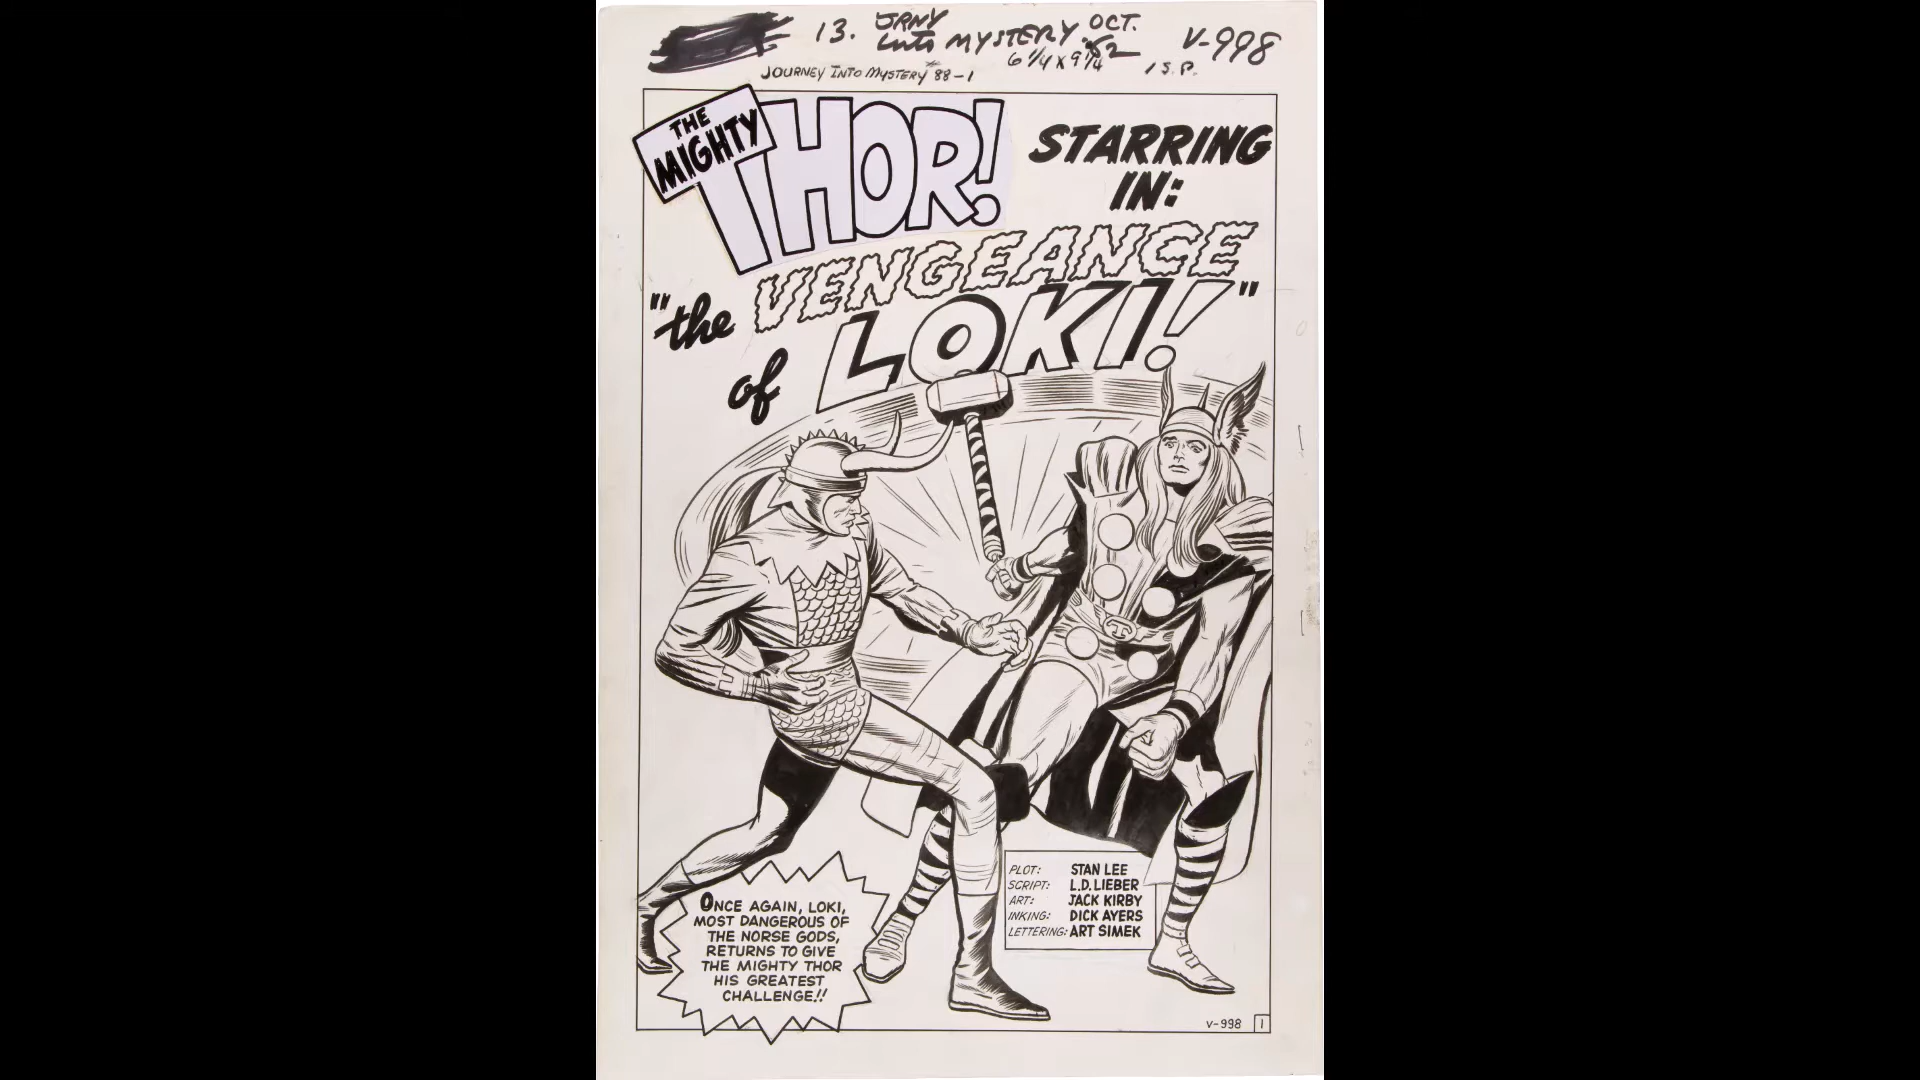 13. JRNY OCT.
into MYSTERY V-998
6 1/4 x 9 1/4 1 S.P.
JOURNEY INTO MYSTERY #88-1
THE
MIGHTY
THOR!
STARRING
IN:
"the VENGEANCE
of LOKI!"
PLOT: STAN LEE
SCRIPT: L.D. LIEBER
ART: JACK KIRBY
INKING: DICK AYERS
LETTERING: ART SIMEK
ONCE AGAIN, LOKI,
MOST DANGEROUS OF
THE NORSE GODS,
RETURNS TO GIVE
THE MIGHTY THOR
HIS GREATEST
CHALLENGE!!
V-998 1